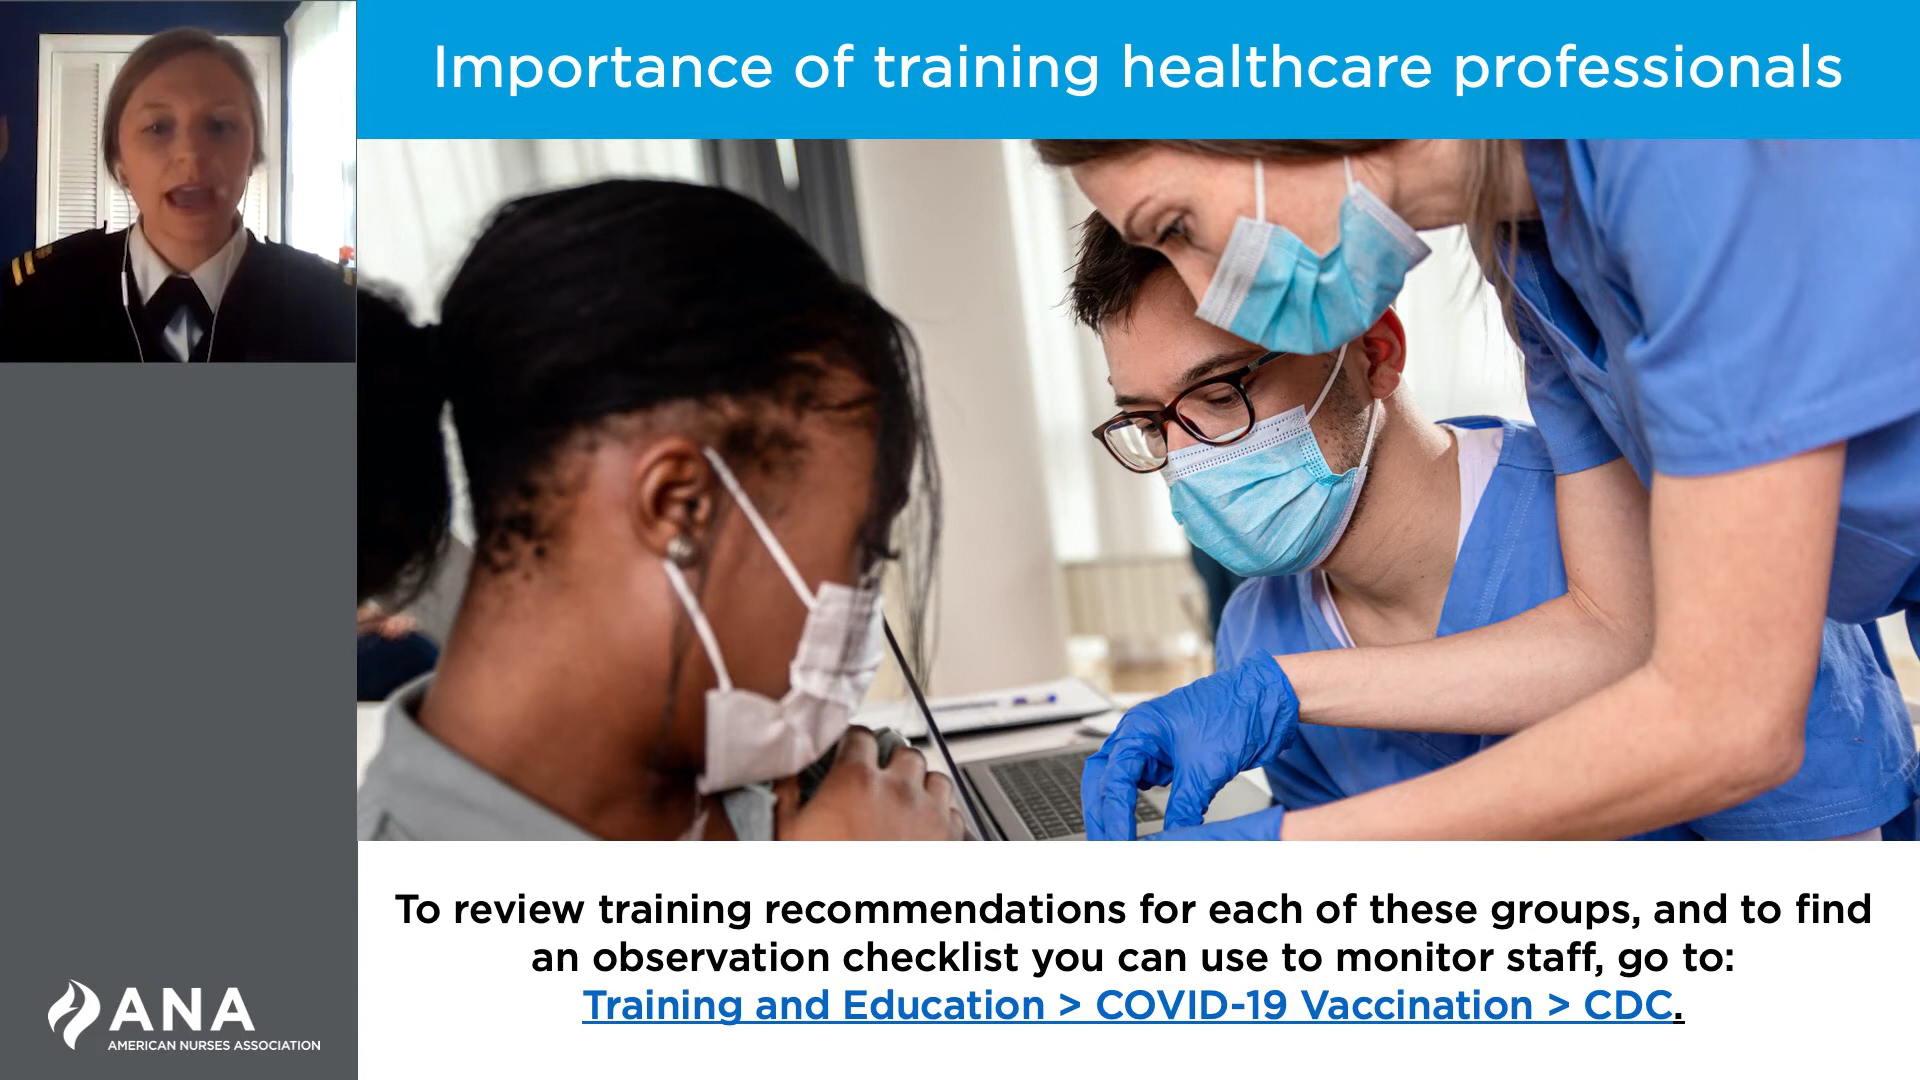 Importance of training healthcare professionals
To review training recommendations for each of these groups, and to find
an observation checklist you can use to monitor staff, go to:
Training and Education > COVID-19 Vaccination > CDC.
ANA
AMERICAN NURSES ASSOCIATION